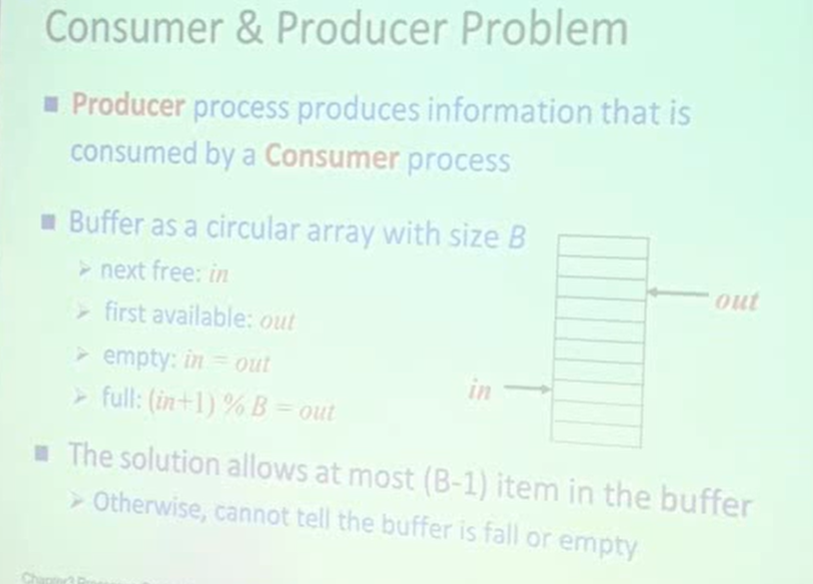 Consumer & Producer Problem
■ Producer process produces information that is
consumed by a Consumer process
■ Buffer as a circular array with size B
➢ next free: in
➢ first available: out
➢ empty: in = out
➢ full: (in+1) % B = out
out
in
■ The solution allows at most (B-1) item in the buffer
➢ Otherwise, cannot tell the buffer is fall or empty